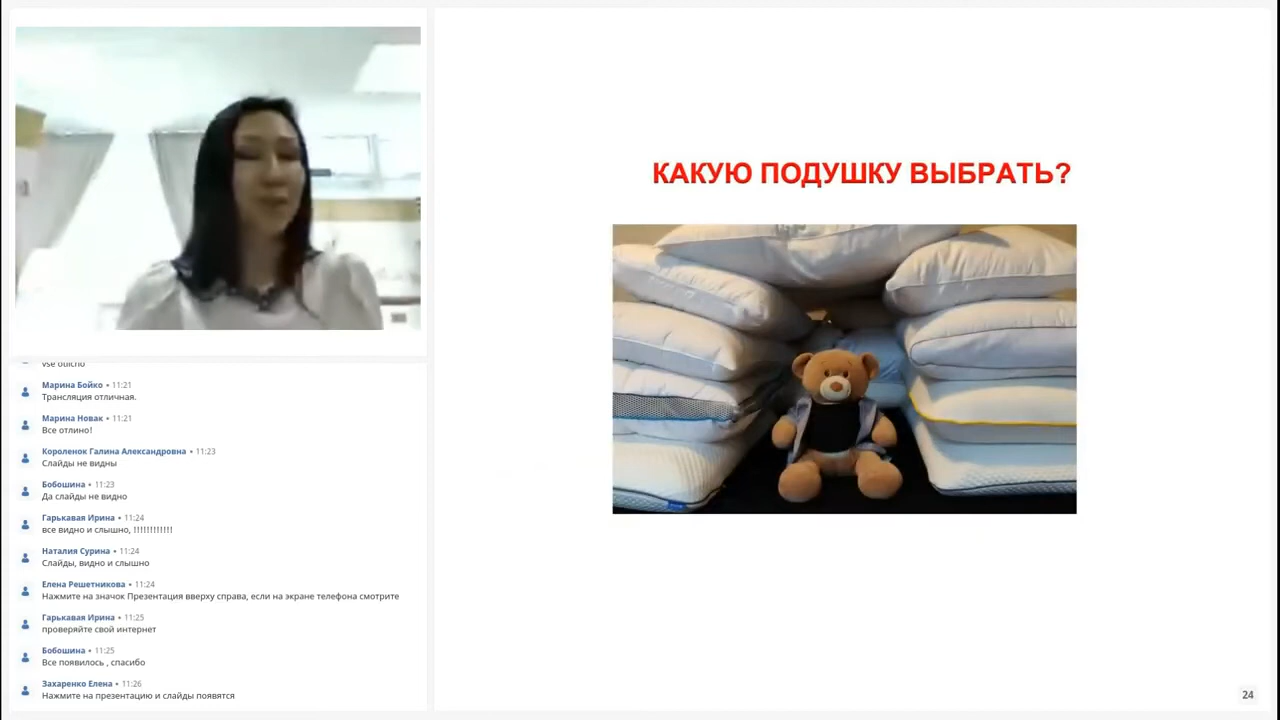 КАКУЮ ПОДУШКУ ВЫБРАТЬ?
vse otlicho
Марина Бойко • 11:21
Трансляция отличная.
Марина Новак • 11:21
Все отлино!
Короленок Галина Александровна • 11:23
Слайды не видны
Бобошина • 11:23
Да слайды не видно
Гарькавая Ирина • 11:24
все видно и слышно, !!!!!!!!!!!!
Наталия Сурина • 11:24
Слайды, видно и слышно
Елена Решетникова • 11:24
Нажмите на значок Презентация вверху справа, если на экране телефона смотрите
Гарькавая Ирина • 11:25
проверяйте свой интернет
Бобошина • 11:25
Все появилось , спасибо
Захаренко Елена • 11:26
Нажмите на презентацию и слайды появятся
24